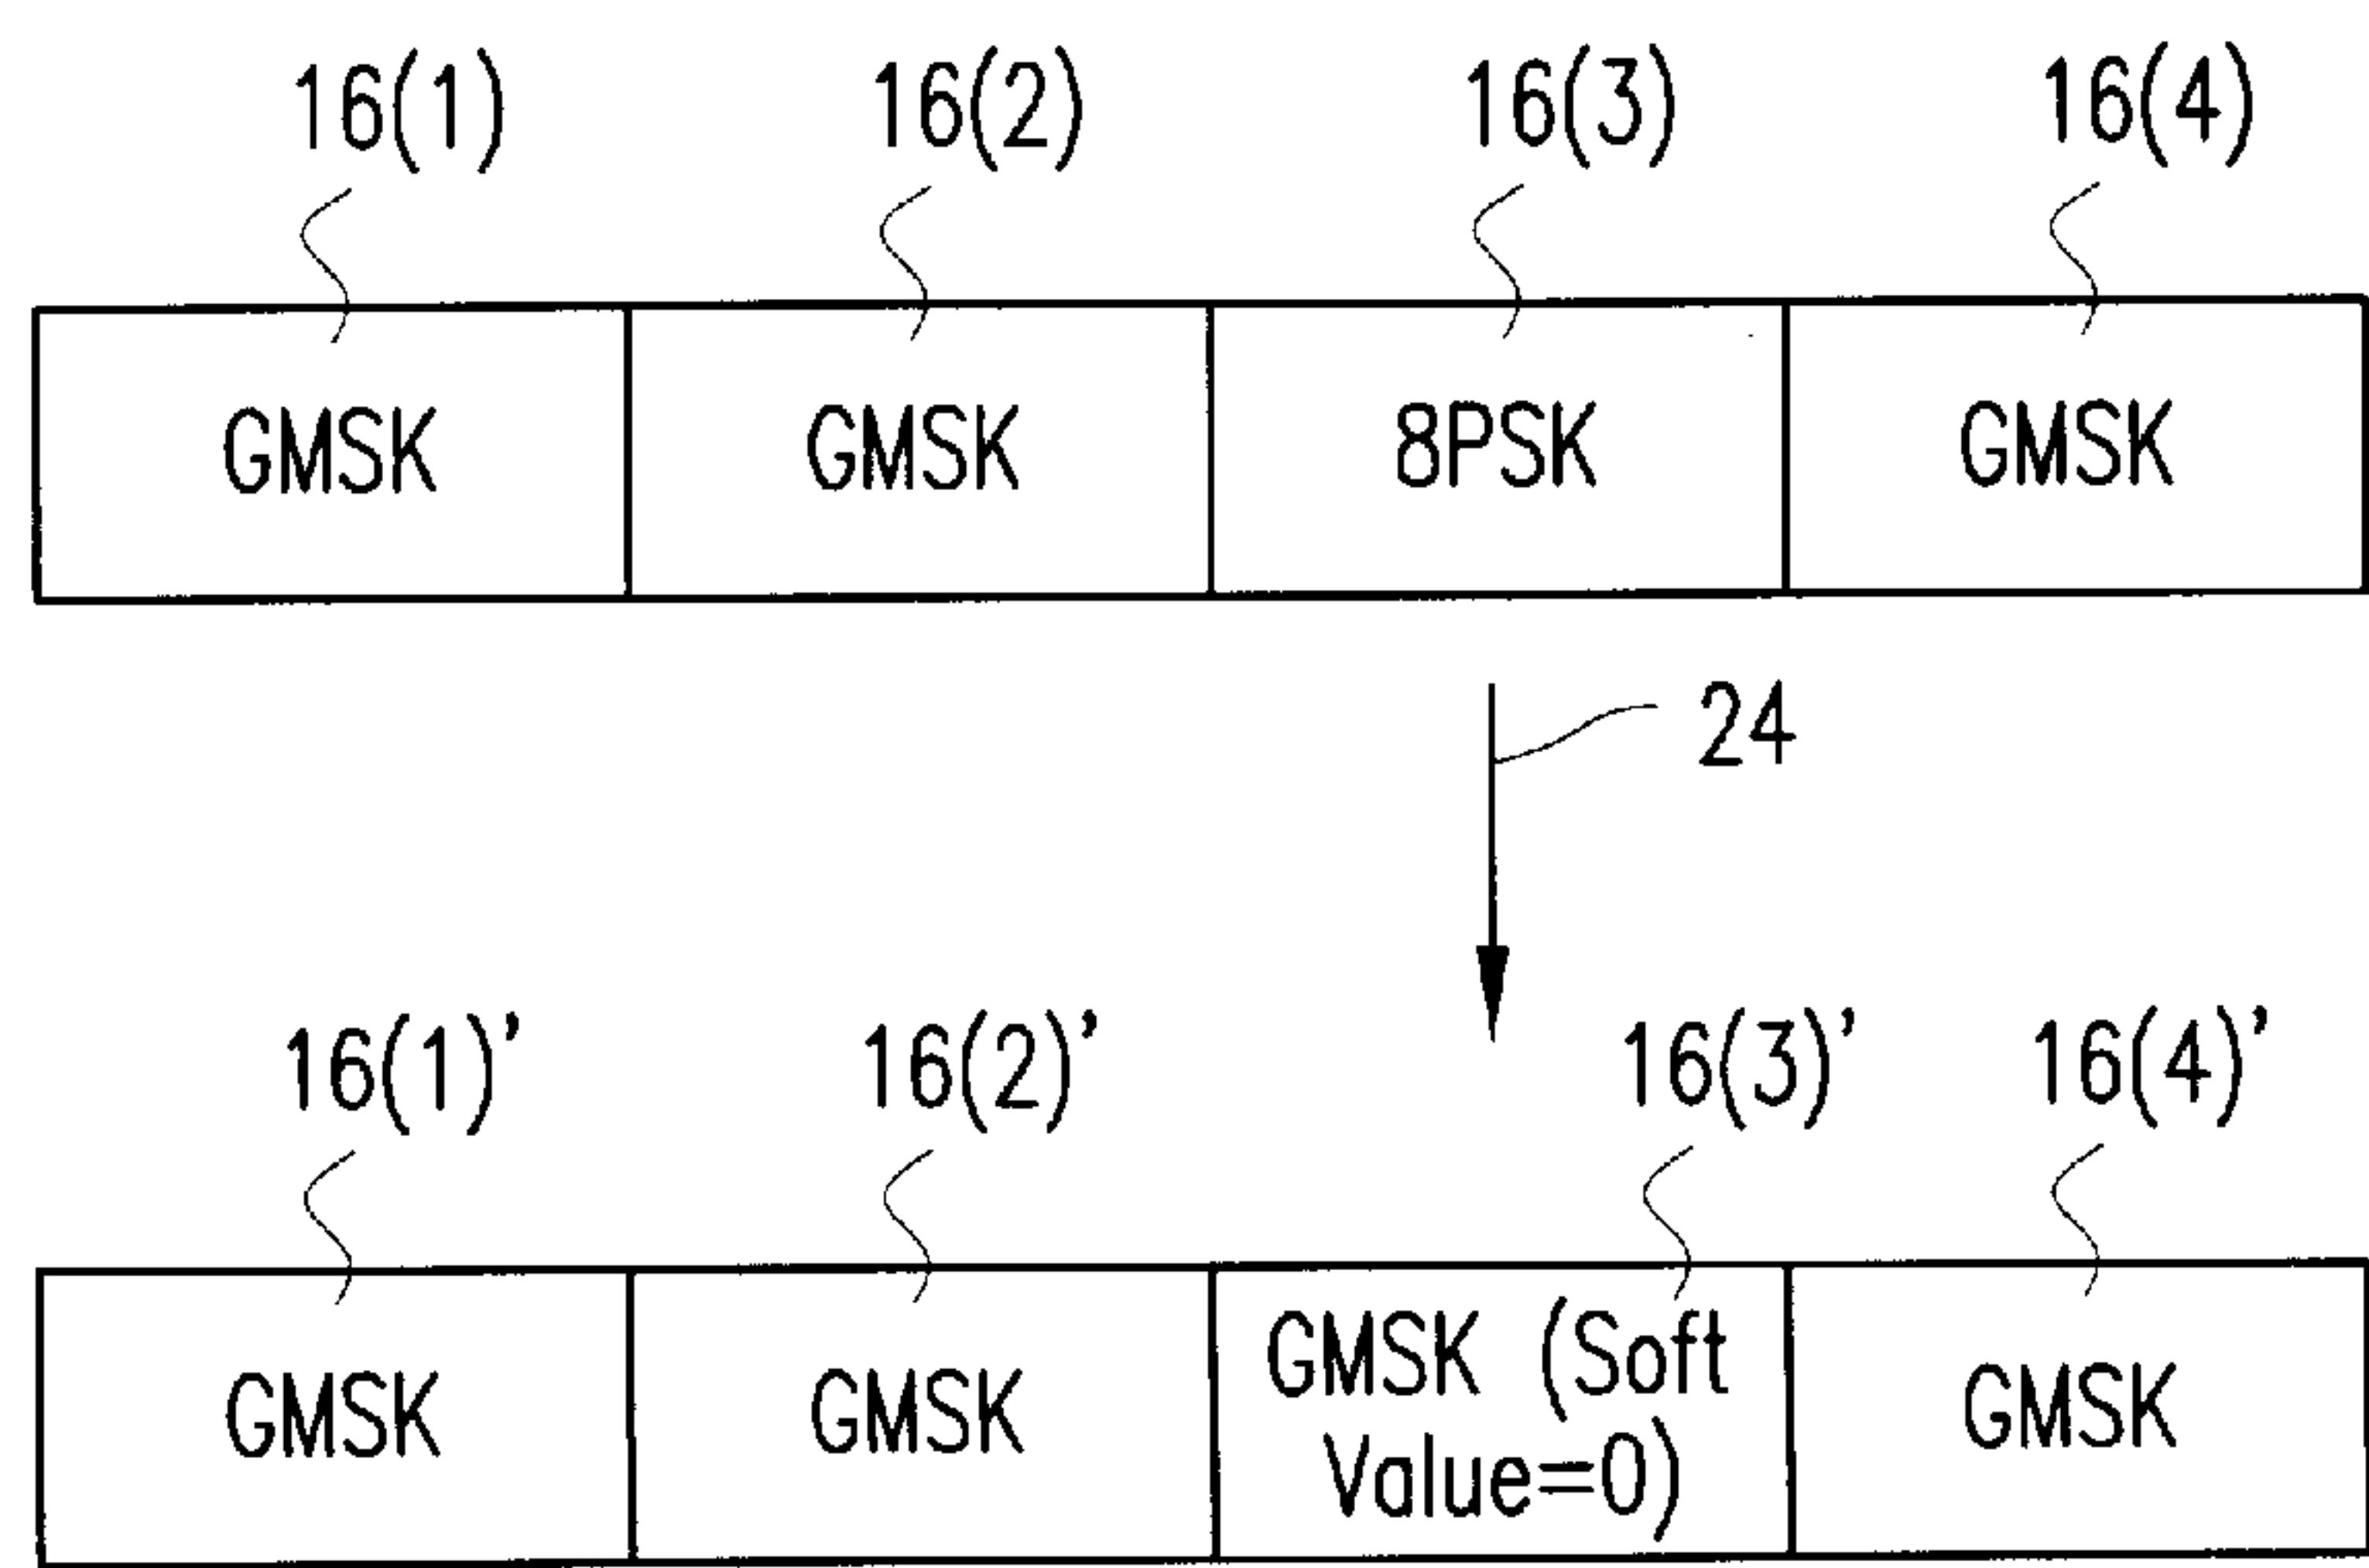 16(1) 16(2) 16(3) 16(4)
GMSK GMSK 8PSK GMSK
24
16(1)' 16(2)' 16(3)' 16(4)'
GMSK GMSK GMSK (Soft Value=0) GMSK